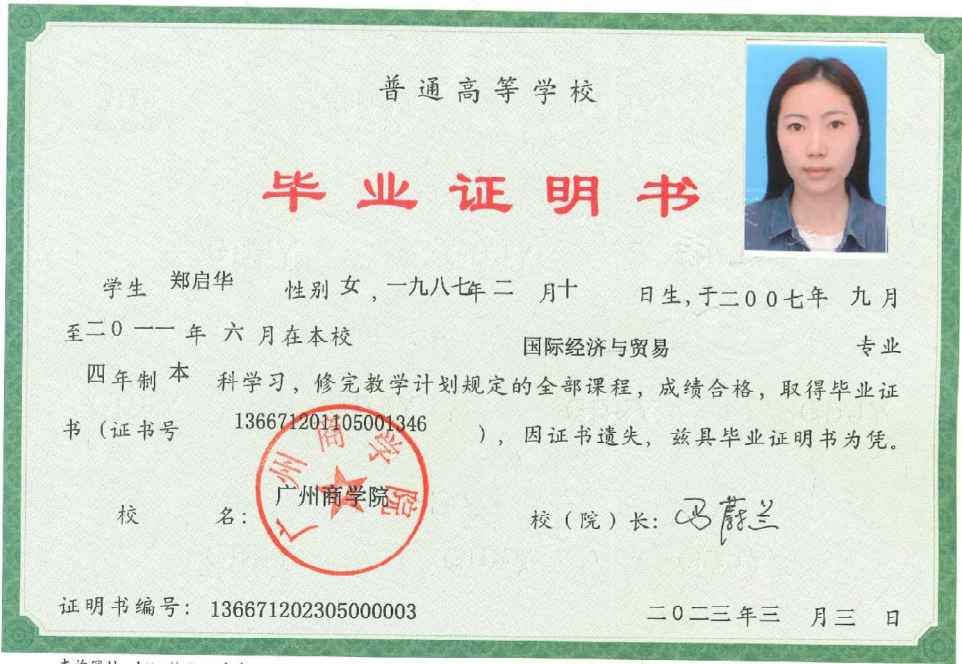 普通高等学校
毕业证明书
学生 郑启华 性别 女 ,一九八七年 二 月十 日生,于二00七年 九 月
至二0一一 年 六 月在本校 国际经济与贸易 专业
四 年制 本 科学习,修完教学计划规定的全部课程,成绩合格,取得毕业证
书(证书号 136671201105001346 ),因证书遗失,兹具毕业证明书为凭。
广州商学院
校 名: 广州商学院 校(院)长: 冯蔚兰
证明书编号: 136671202305000003 二0二三年三 月三 日